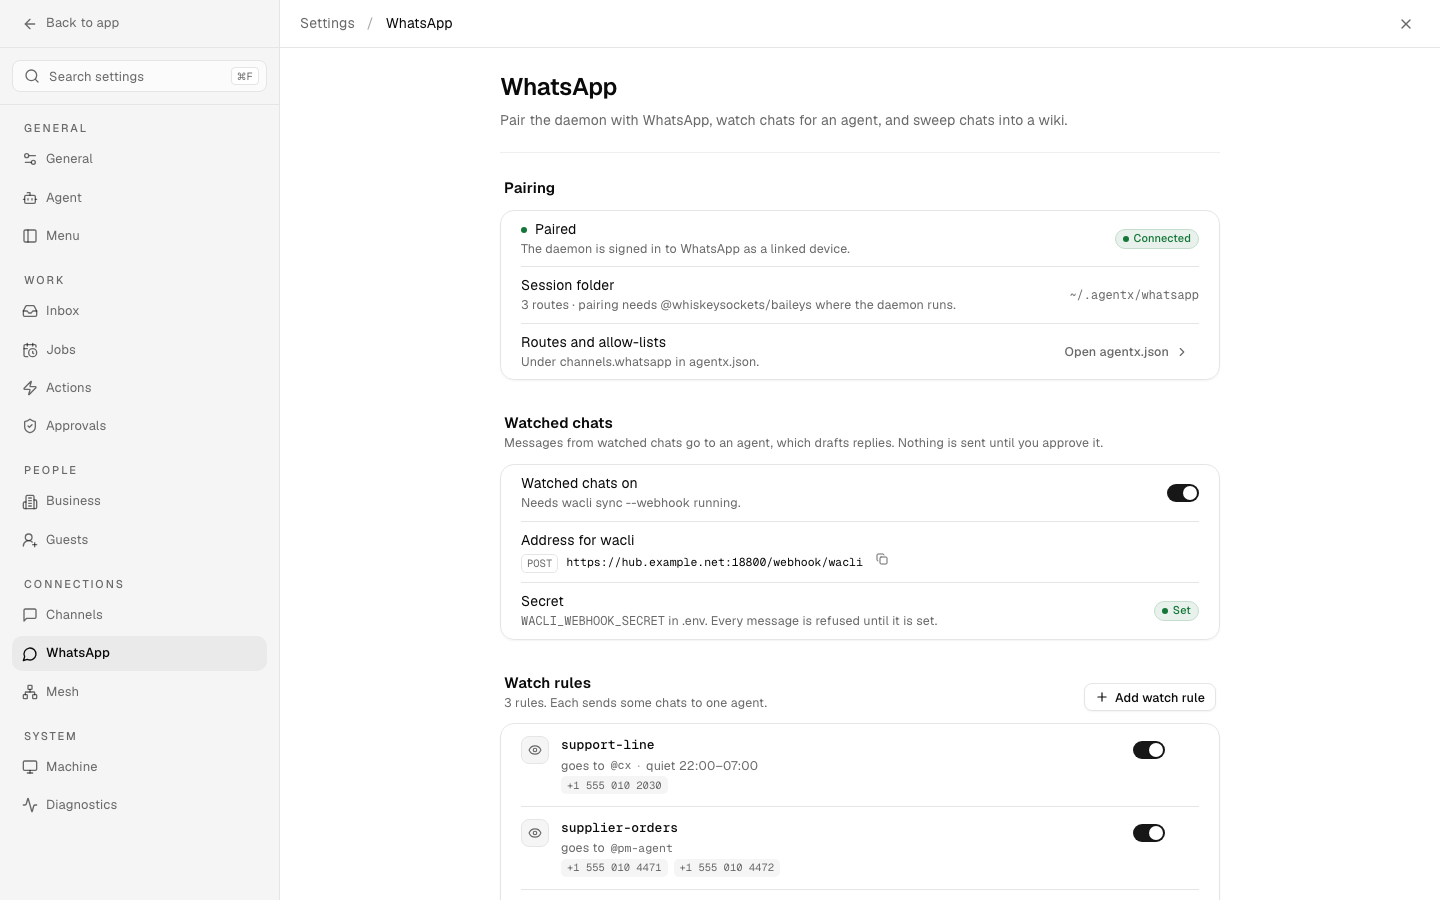 Back to app
Settings / WhatsApp
Search settings ⌘F
GENERAL
General
Agent
Menu
WORK
Inbox
Jobs
Actions
Approvals
PEOPLE
Business
Guests
CONNECTIONS
Channels
WhatsApp
Mesh
SYSTEM
Machine
Diagnostics
WhatsApp
Pair the daemon with WhatsApp, watch chats for an agent, and sweep chats into a wiki.
Pairing
Paired
The daemon is signed in to WhatsApp as a linked device.
Connected
Session folder
3 routes · pairing needs @whiskeysockets/baileys where the daemon runs.
~/.agentx/whatsapp
Routes and allow-lists
Under channels.whatsapp in agentx.json.
Open agentx.json
Watched chats
Messages from watched chats go to an agent, which drafts replies. Nothing is sent until you approve it.
Watched chats on
Needs wacli sync --webhook running.
Address for wacli
POST https://hub.example.net:18800/webhook/wacli
Secret
WACLI_WEBHOOK_SECRET in .env. Every message is refused until it is set.
Set
Watch rules
3 rules. Each sends some chats to one agent.
Add watch rule
support-line
goes to @cx · quiet 22:00–07:00
+1 555 010 2030
supplier-orders
goes to @pm-agent
+1 555 010 4471 +1 555 010 4472